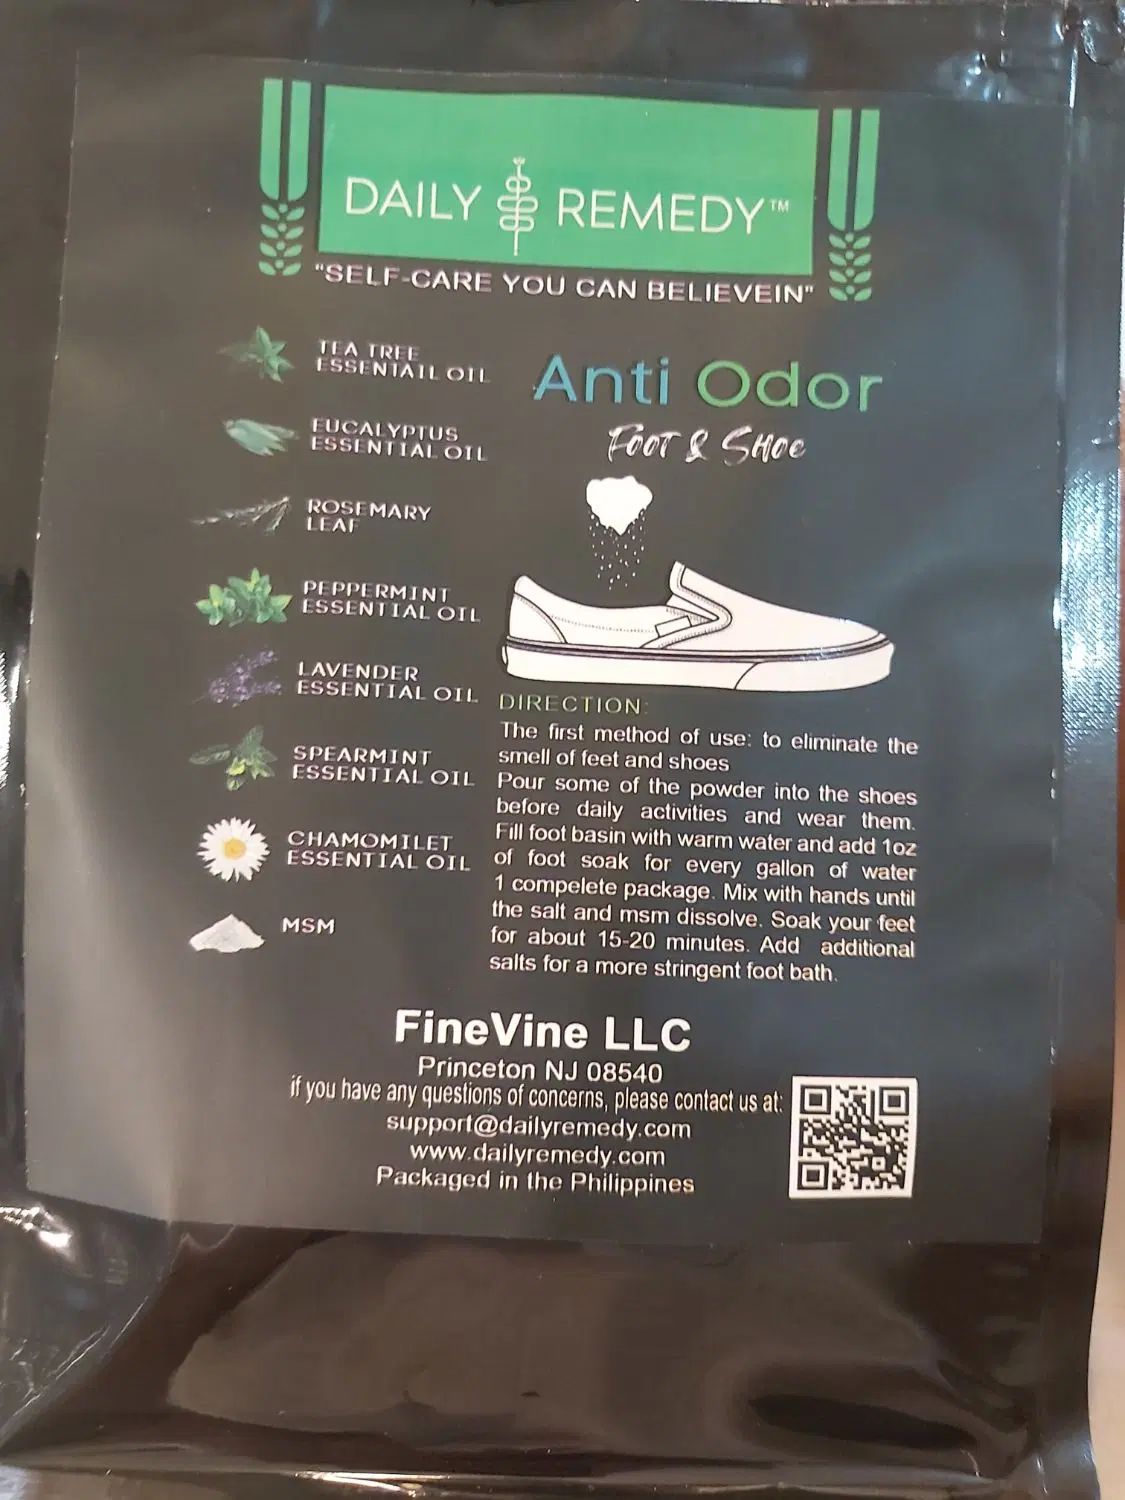 DAILY REMEDY™
"SELF-CARE YOU CAN BELIEVEIN"
TEA TREE
ESSENTAIL OIL
EUCALYPTUS
ESSENTIAL OIL
ROSEMARY
LEAF
PEPPERMINT
ESSENTIAL OIL
LAVENDER
ESSENTIAL OIL
SPEARMINT
ESSENTIAL OIL
CHAMOMILET
ESSENTIAL OIL
MSM
Anti Odor
FOOT & SHOE
DIRECTION:
The first method of use: to eliminate the
smell of feet and shoes
Pour some of the powder into the shoes
before daily activities and wear them.
Fill foot basin with warm water and add 1oz
of foot soak for every gallon of water
1 compelete package. Mix with hands until
the salt and msm dissolve. Soak your feet
for about 15-20 minutes. Add additional
salts for a more stringent foot bath.
FineVine LLC
Princeton NJ 08540
if you have any questions of concerns, please contact us at:
support@dailyremedy.com
www.dailyremedy.com
Packaged in the Philippines